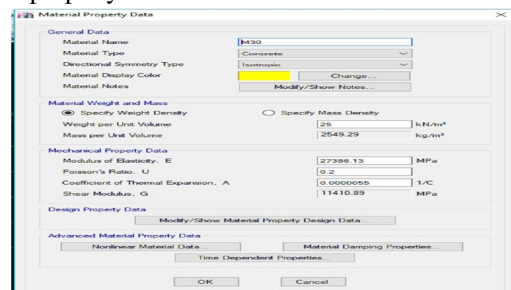 Material Property Data
General Data
Material Name M30
Material Type Concrete
Directional Symmetry Type Isotropic
Material Display Color Change...
Material Notes Modify/Show Notes...
Material Weight and Mass
Specify Weight Density Specify Mass Density
Weight per Unit Volume 25 kN/m³
Mass per Unit Volume 2549.29 kg/m³
Mechanical Property Data
Modulus of Elasticity, E 27386.13 MPa
Poisson's Ratio, U 0.2
Coefficient of Thermal Expansion, A 0.0000055 1/C
Shear Modulus, G 11410.89 MPa
Design Property Data
Modify/Show Material Property Design Data...
Advanced Material Property Data
Nonlinear Material Data... Material Damping Properties...
Time Dependent Properties...
OK Cancel